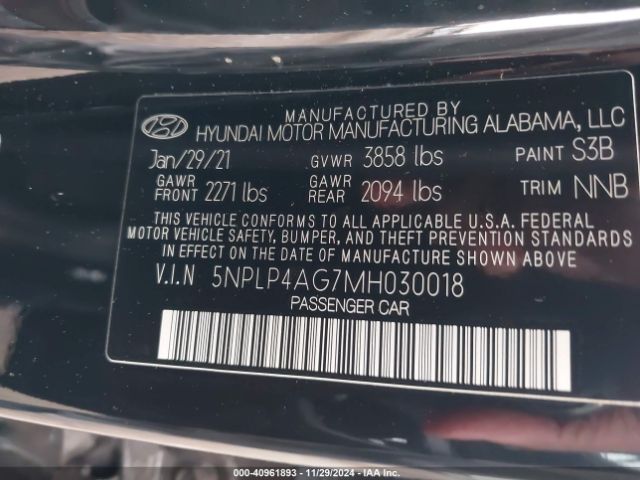 MANUFACTURED BY
HYUNDAI MOTOR MANUFACTURING ALABAMA, LLC
Jan/29/21 GVWR 3858 lbs PAINT S3B
GAWR FRONT 2271 lbs GAWR REAR 2094 lbs TRIM NNB
THIS VEHICLE CONFORMS TO ALL APPLICABLE U.S.A. FEDERAL
MOTOR VEHICLE SAFETY, BUMPER, AND THEFT PREVENTION STANDARDS
IN EFFECT ON THE DATE OF MANUFACTURE SHOWN ABOVE
V.I.N 5NPLP4AG7MH030018
PASSENGER CAR
000-40961893 - 11/29/2024 - IAA Inc.